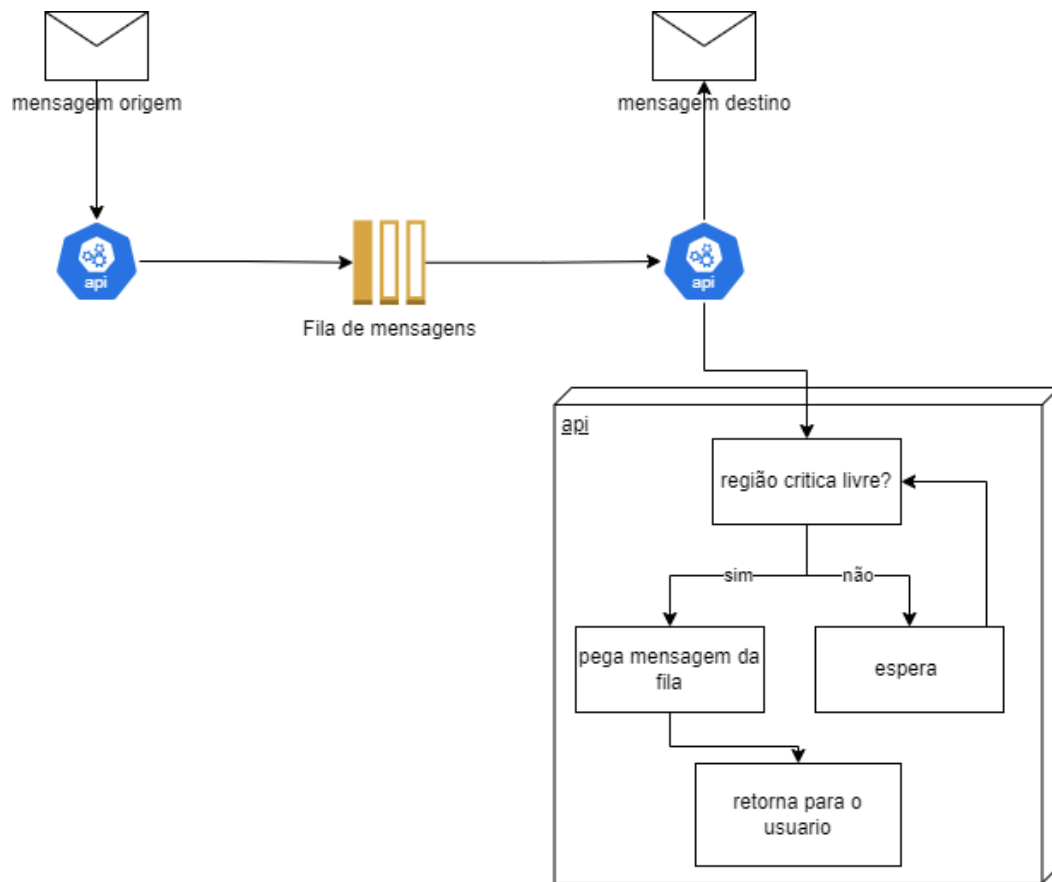 mensagem origem
mensagem destino
api
api
Fila de mensagens
api
região critica livre?
sim
não
pega mensagem da
fila
espera
retorna para o
usuario